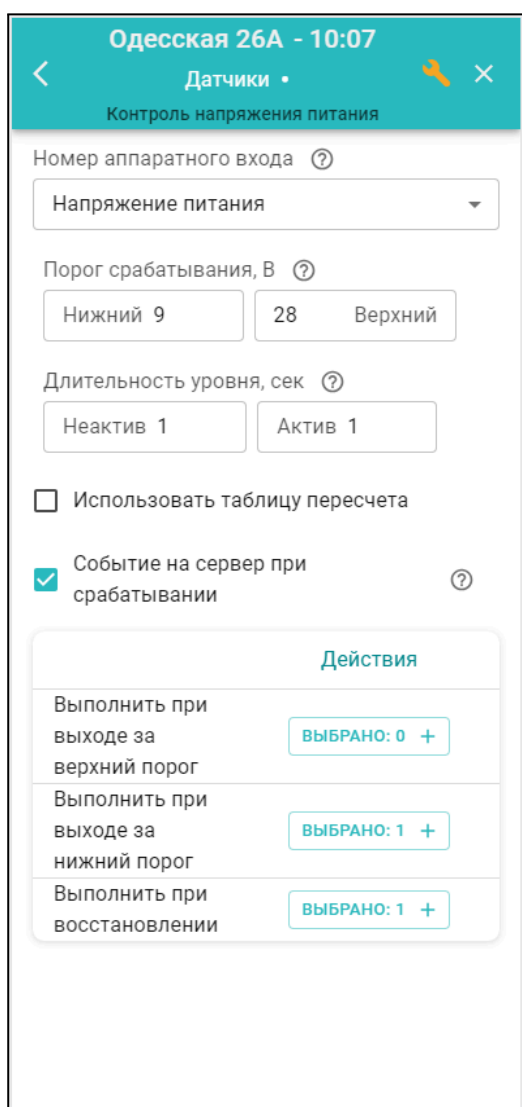 Одесская 26А - 10:07
Датчики •
Контроль напряжения питания
Номер аппаратного входа ?
Напряжение питания
Порог срабатывания, В ?
Нижний 9 28 Верхний
Длительность уровня, сек ?
Неактив 1 Актив 1
Использовать таблицу пересчета
Событие на сервер при
срабатывании ?
Действия
Выполнить при
выходе за
верхний порог
ВЫБРАНО: 0 +
Выполнить при
выходе за
нижний порог
ВЫБРАНО: 1 +
Выполнить при
восстановлении
ВЫБРАНО: 1 +